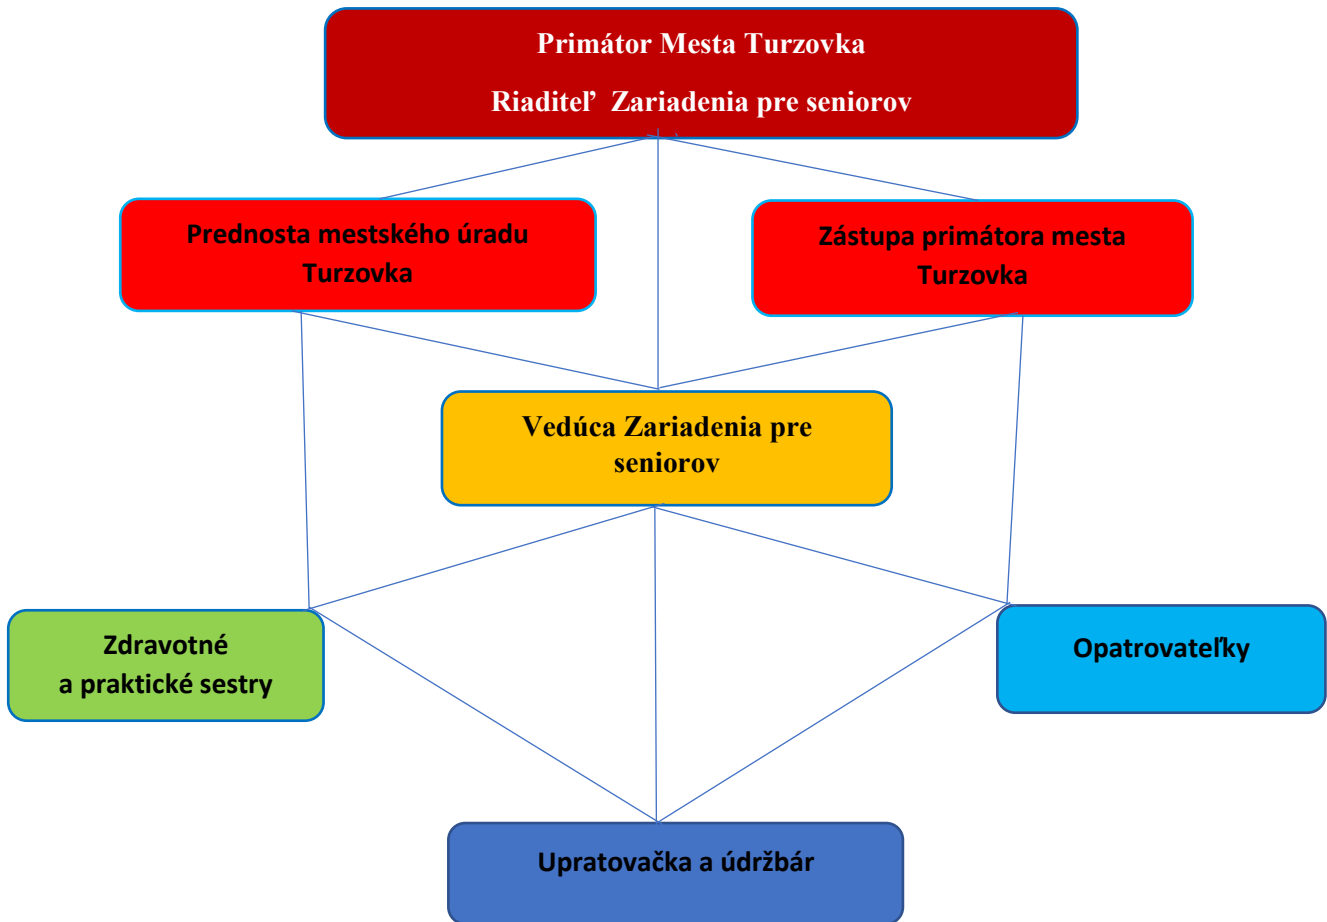 Primátor Mesta Turzovka
Riaditeľ Zariadenia pre seniorov
Prednosta mestského úradu
Turzovka
Zástupa primátora mesta
Turzovka
Vedúca Zariadenia pre
seniorov
Zdravotné
a praktické sestry
Opatrovateľky
Upratovačka a údržbár